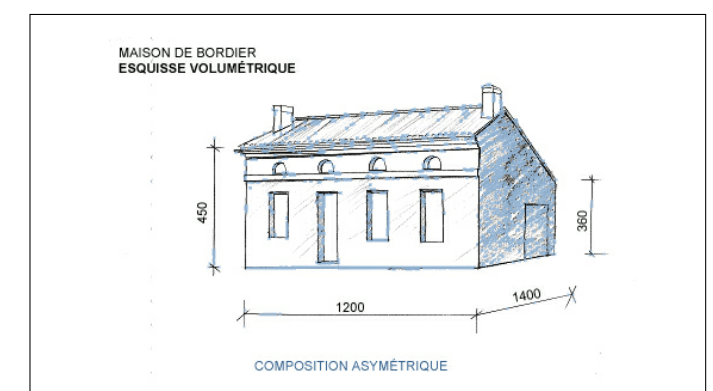 MAISON DE BORDIER
ESQUISSE VOLUMÉTRIQUE
450
360
1200
1400
COMPOSITION ASYMÉTRIQUE